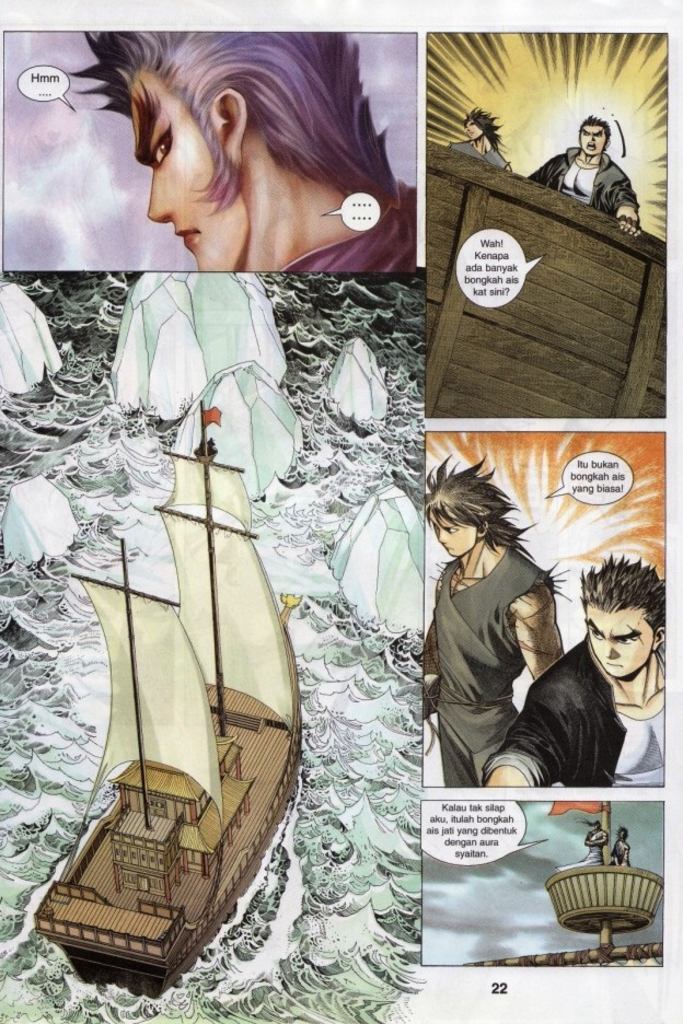 Hmm
....
....
....
Wah!
Kenapa
ada banyak
bongkah ais
kat sini?
Itu bukan
bongkah ais
yang biasa!
Kalau tak silap
aku, itulah bongkah
ais jati yang dibentuk
dengan aura
syaitan.
22